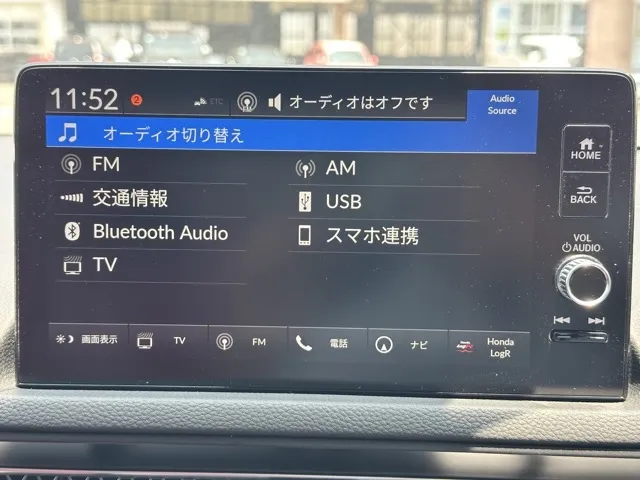 11:52
2
ETC
オーディオはオフです
Audio
Source
オーディオ切り替え
FM
AM
交通情報
USB
Bluetooth Audio
スマホ連携
TV
画面表示
TV
FM
電話
ナビ
Honda
LogR
HOME
BACK
VOL
AUDIO